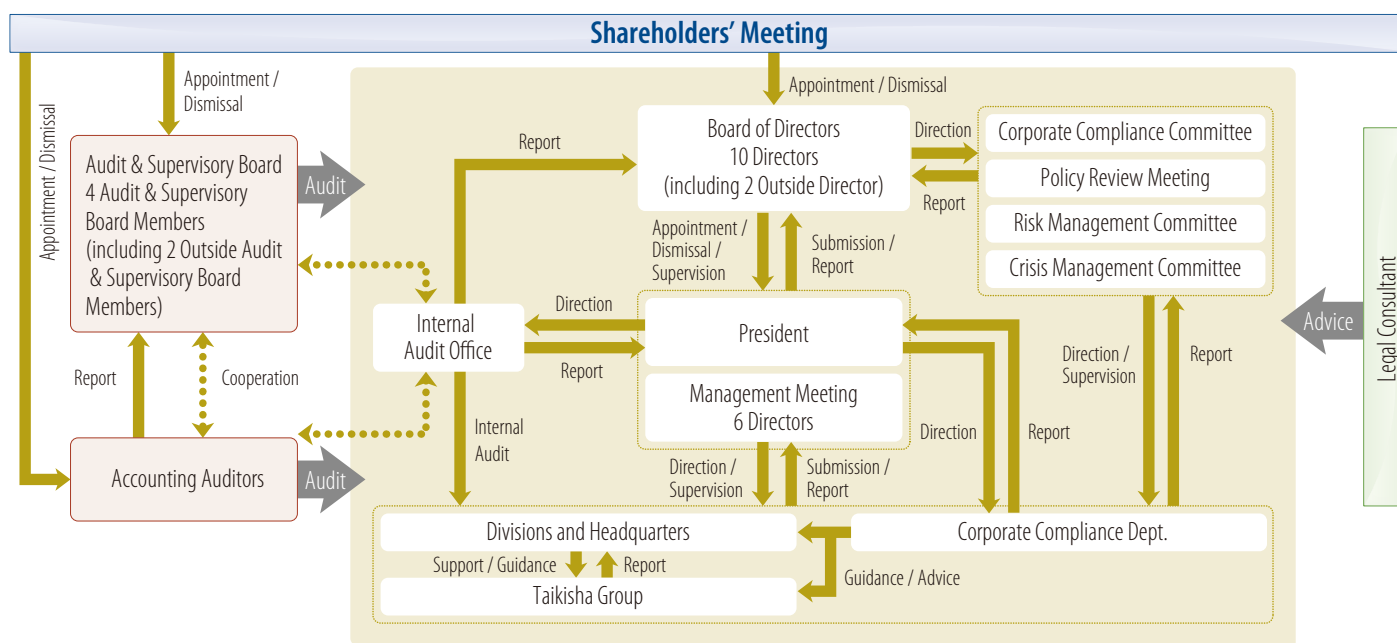 Shareholders' Meeting
Appointment / Dismissal
Appointment /
Dismissal
Appointment / Dismissal
Audit & Supervisory Board
4 Audit & Supervisory
Board Members
(including 2 Outside Audit
& Supervisory Board
Members)
Audit
Report
Board of Directors
10 Directors
(including 2 Outside Director)
Direction
Report
Corporate Compliance Committee
Policy Review Meeting
Risk Management Committee
Crisis Management Committee
Appointment /
Dismissal /
Supervision
Submission /
Report
Internal
Audit Office
Direction
Report
President
Management Meeting
6 Directors
Direction /
Supervision
Report
Advice
Legal Consultant
Report
Cooperation
Accounting Auditors
Audit
Internal
Audit
Direction /
Supervision
Submission /
Report
Direction
Report
Divisions and Headquarters
Support / Guidance
Report
Taikisha Group
Corporate Compliance Dept.
Guidance / Advice